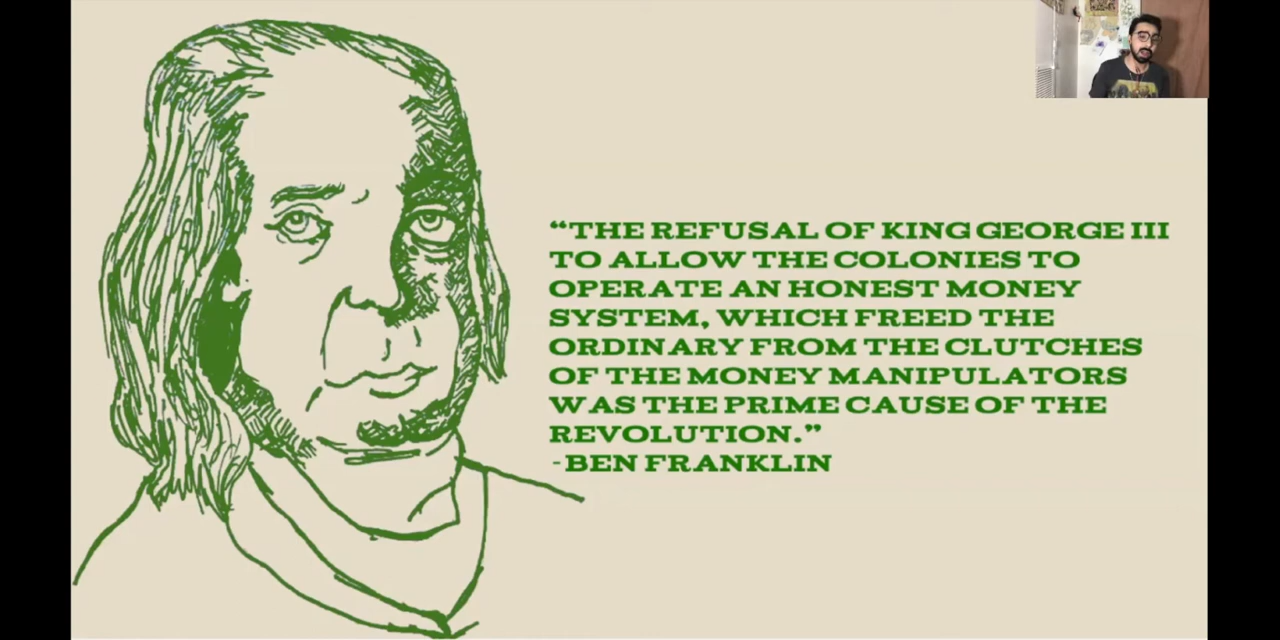 “THE REFUSAL OF KING GEORGE III
TO ALLOW THE COLONIES TO
OPERATE AN HONEST MONEY
SYSTEM, WHICH FREED THE
ORDINARY FROM THE CLUTCHES
OF THE MONEY MANIPULATORS
WAS THE PRIME CAUSE OF THE
REVOLUTION.”
-BEN FRANKLIN